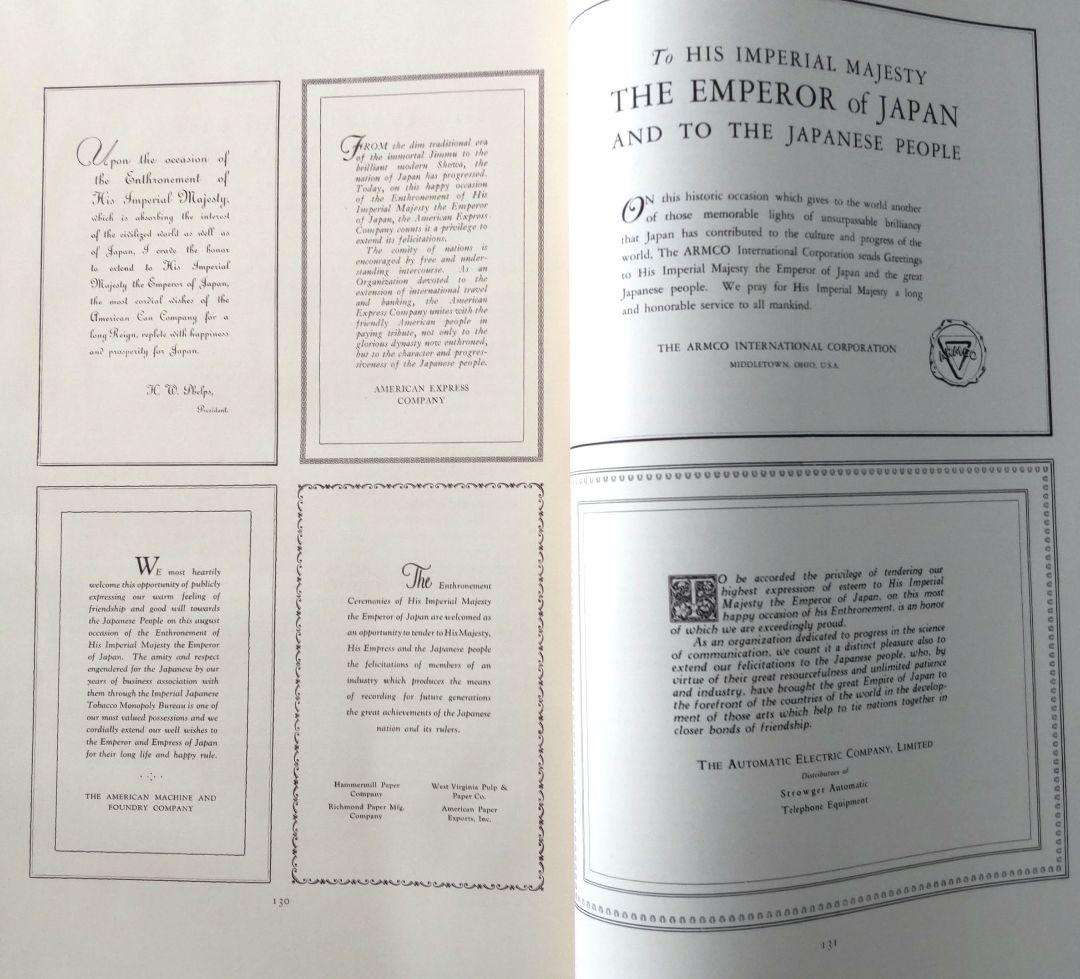 Upon the occasion of
the Enthronement of
His Imperial Majesty,
which is absorbing the interest
of the civilized world as well as
of Japan, I crave the honor
to extend to His Imperial
Majesty the Emperor of Japan,
the most cordial wishes of the
American Can Company for a
long Reign, replete with happiness
and prosperity for Japan.
H. W. Phelps,
President.
FROM the dim traditional era
of the immortal Jimmu to the
brilliant modern Showa, the
nation of Japan has progressed.
Today, on this happy occasion
of the Enthronement of His
Imperial Majesty the Emperor
of Japan, the American Express
Company counts it a privilege to
extend its felicitations.
The comity of nations is
encouraged by free and under-
standing intercourse. As an
Organization devoted to the
extension of international travel
and banking, the American
Express Company unites with the
friendly American people in
paying tribute, not only to the
glorious dynasty now enthroned,
but to the character and progres-
siveness of the Japanese people.
AMERICAN EXPRESS
COMPANY
WE most heartily
welcome this opportunity of publicly
expressing our warm feeling of
friendship and good will towards
the Japanese People on this august
occasion of the Enthronement of
His Imperial Majesty the Emperor
of Japan. The amity and respect
engendered for the Japanese by our
years of business association with
them through the Imperial Japanese
Tobacco Monopoly Bureau is one of
our most valued possessions and we
cordially extend our well wishes to
the Emperor and Empress of Japan
for their long life and happy rule.
THE AMERICAN MACHINE AND
FOUNDRY COMPANY
The Enthronement
Ceremonies of His Imperial Majesty
the Emperor of Japan are welcomed as
an opportunity to tender to His Majesty,
His Empress and the Japanese people
the felicitations of members of an
industry which produces the means
of recording for future generations
the great achievements of the Japanese
nation and its rulers.
Hammermill Paper
Company
West Virginia Pulp &
Paper Co.
Richmond Paper Mfg.
Company
American Paper
Exports, Inc.
130
To HIS IMPERIAL MAJESTY
THE EMPEROR of JAPAN
AND TO THE JAPANESE PEOPLE
ON this historic occasion which gives to the world another
of those memorable lights of unsurpassable brilliancy
that Japan has contributed to the culture and progress of the
world, The ARMCO International Corporation sends Greetings
to His Imperial Majesty the Emperor of Japan and the great
Japanese people. We pray for His Imperial Majesty a long
and honorable service to all mankind.
THE ARMCO INTERNATIONAL CORPORATION
MIDDLETOWN, OHIO, U.S.A.
ARMCO
TO be accorded the privilege of tendering our
highest expression of esteem to His Imperial
Majesty the Emperor of Japan, on this most
happy occasion of his Enthronement, is an honor
of which we are exceedingly proud.
As an organization dedicated to progress in the science
of communication, we count it a distinct pleasure also to
extend our felicitations to the Japanese people, who, by
virtue of their great resourcefulness and unlimited patience
and industry, have brought the great Empire of Japan to
the forefront of the countries of the world in the develop-
ment of those arts which help to tie nations together in
closer bonds of friendship.
THE AUTOMATIC ELECTRIC COMPANY, LIMITED
Distributors of
Strowger Automatic
Telephone Equipment
131